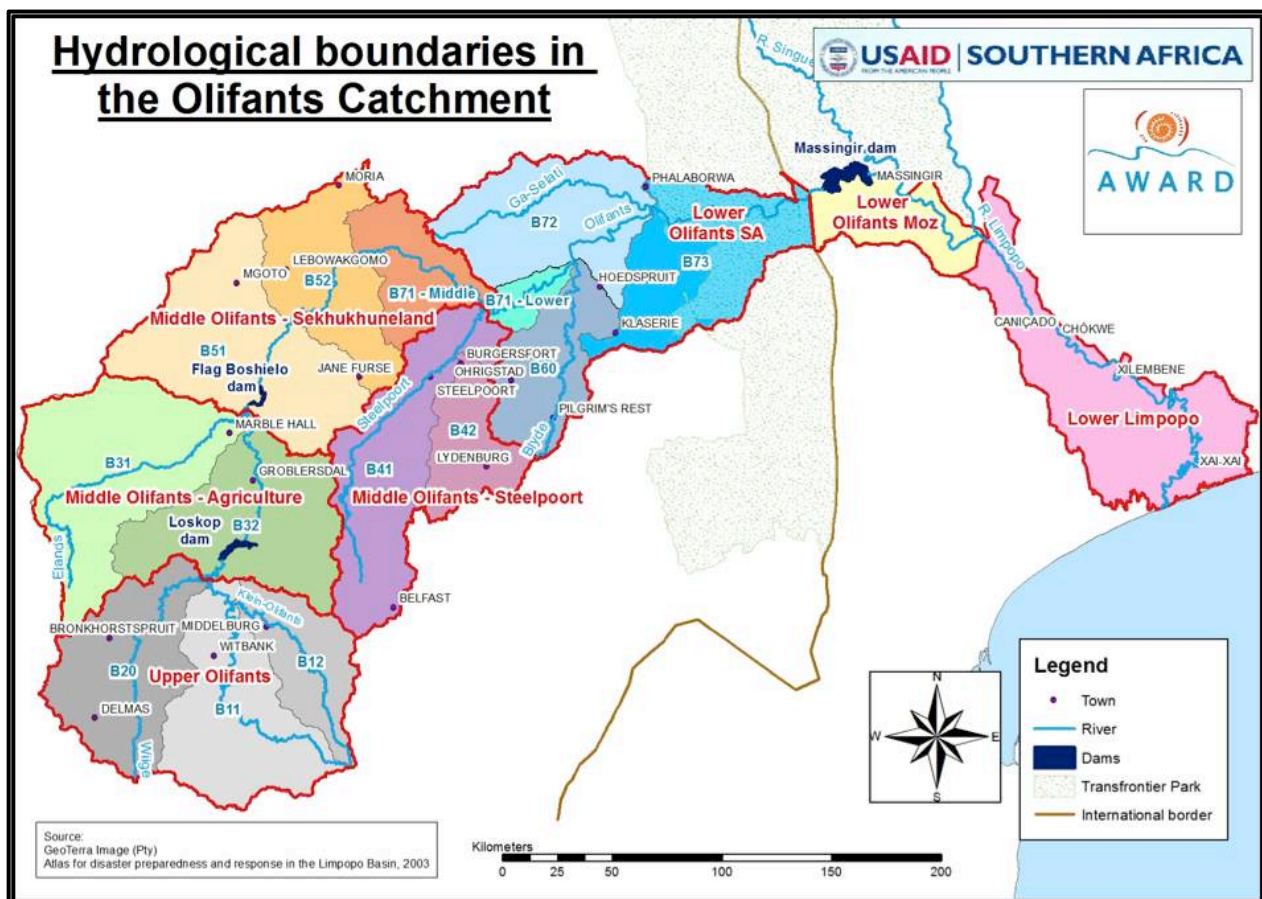 Hydrological boundaries in
the Olifants Catchment
USAID
FROM THE AMERICAN PEOPLE
SOUTHERN AFRICA
AWARD
R. Limpopo
Massingir dam
MASSINGIR
Lower
Olifants Moz
PHALABORWA
Lower
Olifants SA
B73
Ga-Selati
B72
Olifants
HOEDSPRUIT
KLASERIE
MORIA
LEBOWAKGOMO
B52
MGOTO
B71 - Middle
B71 - Lower
Middle Olifants - Sekhukhuneland
B51
Flag Boshielo
dam
JANE FURSE
BURGERSFORT
OHRIGSTAD
B60
STEELPOORT
Steelpoort
PILGRIM'S REST
Blyde
B42
LYDENBURG
B41
Middle Olifants - Steelpoort
MARBLE HALL
B31
GROBLERSDAL
Middle Olifants - Agriculture
Loskop
dam
B32
Elands
BELFAST
Klein-Olifants
BRONKHORSTSPRUIT
MIDDELBURG
WITBANK
B12
B20
Upper Olifants
B11
DELMAS
Wilge
CANIÇADO
CHÓKWE
XILEMBENE
Lower Limpopo
XAI-XAI
N
W
E
S
Legend
Town
River
Dams
Transfrontier Park
International border
Source:
GeoTerra Image (Pty)
Atlas for disaster preparedness and response in the Limpopo Basin, 2003
Kilometers
0 25 50 100 150 200